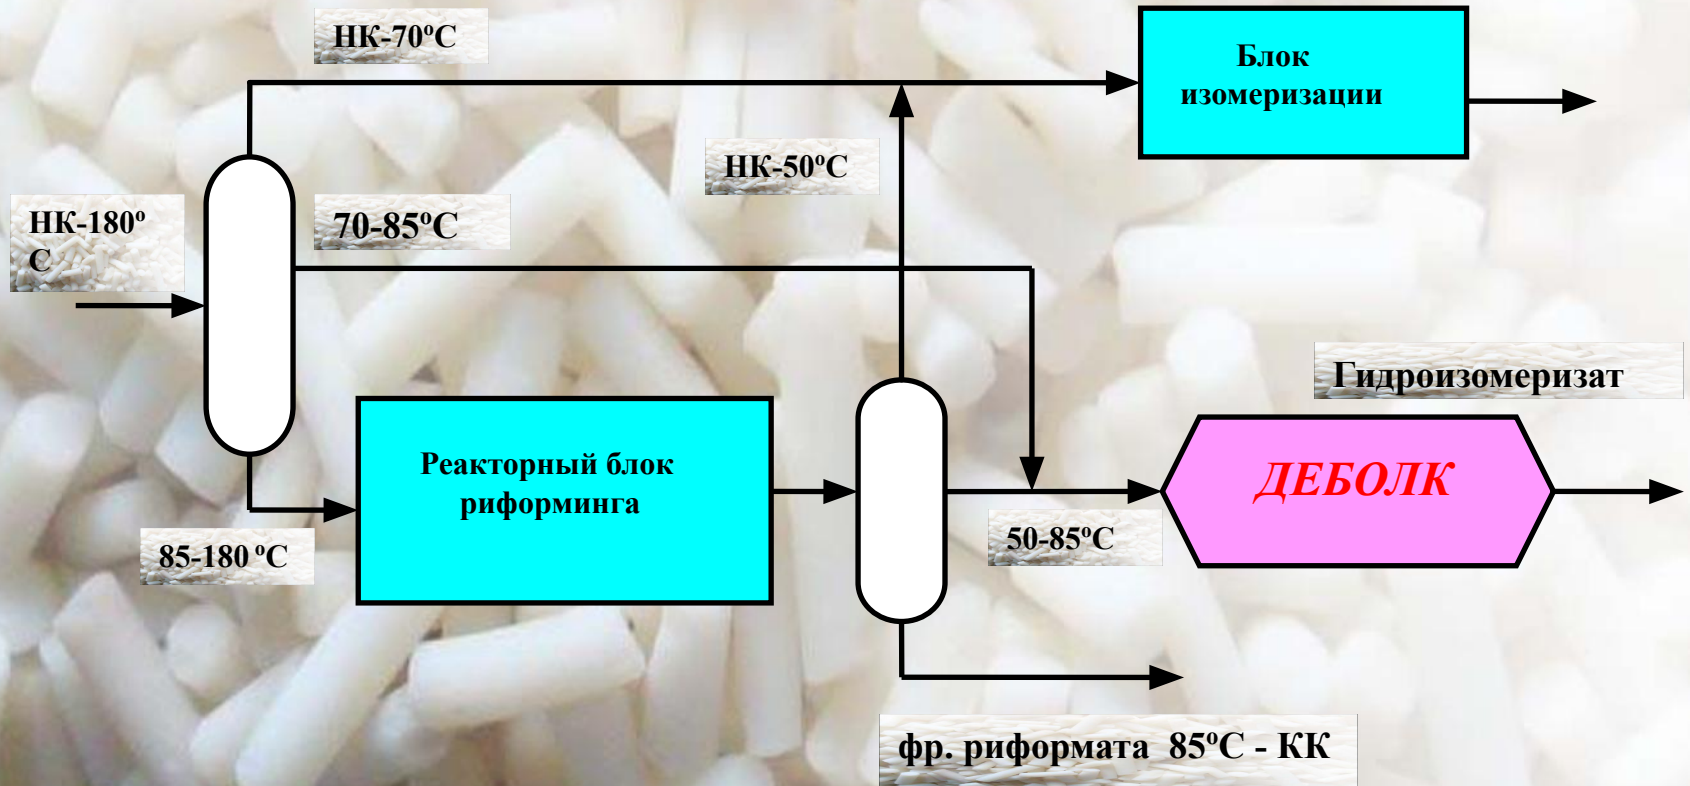 НК-70ºС
Блок
изомеризации
НК-50ºС
НК-180º
С
70-85ºС
Гидроизомеризат
Реакторный блок
риформинга
ДЕБОЛК
50-85ºС
85-180 ºС
фр. риформата 85ºС - КК